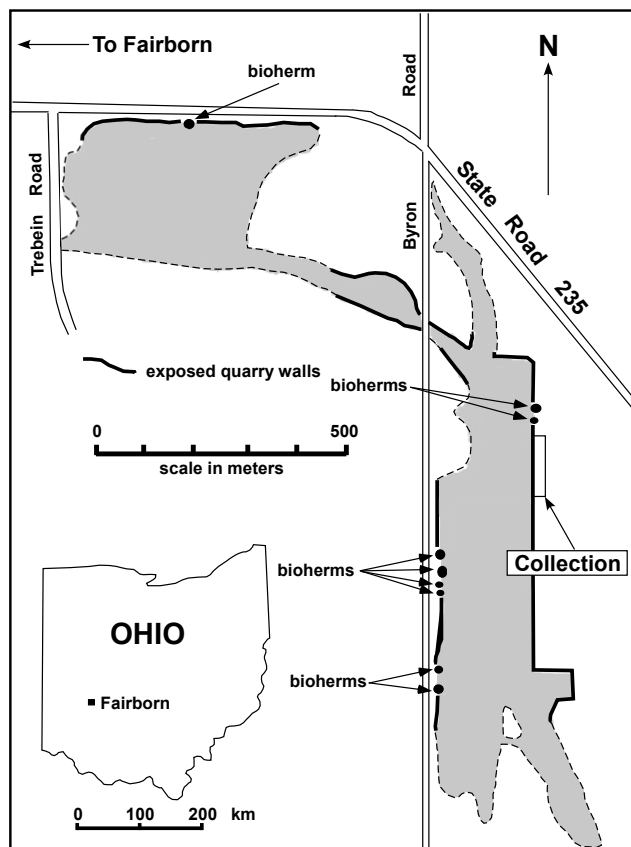 To Fairborn
N
bioherm
Road
Trebein Road
Byron
State Road 235
exposed quarry walls
bioherms
0 500
scale in meters
bioherms
Collection
OHIO
bioherms
Fairborn
0 100 200 km